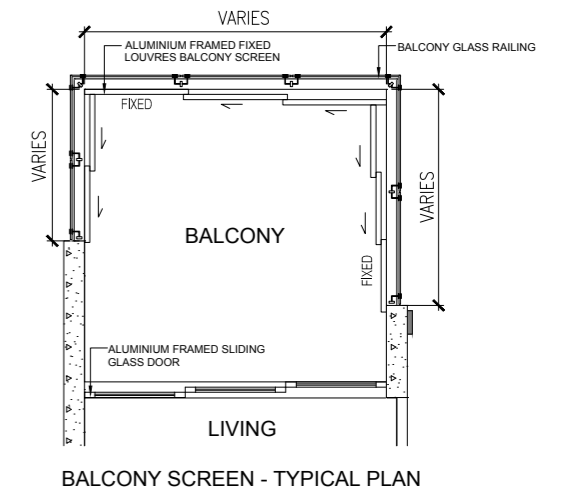 VARIES
ALUMINIUM FRAMED FIXED
LOUVRES BALCONY SCREEN
BALCONY GLASS RAILING
FIXED
VARIES
VARIES
BALCONY
FIXED
ALUMINIUM FRAMED SLIDING
GLASS DOOR
LIVING
BALCONY SCREEN - TYPICAL PLAN